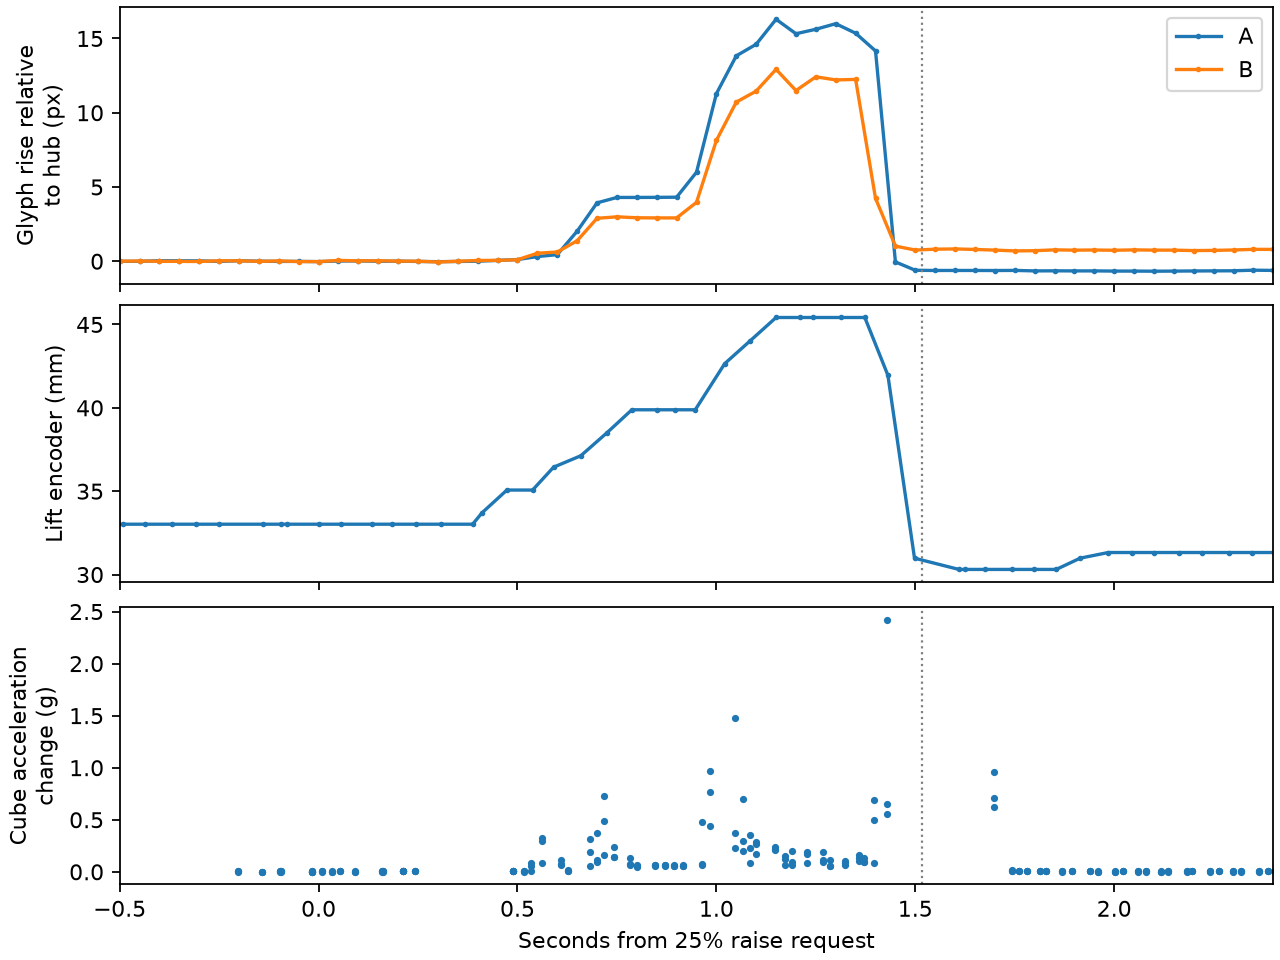 Glyph rise relative
to hub (px)
15
10
5
0
A
B
Lift encoder (mm)
45
40
35
30
Cube acceleration
change (g)
2.5
2.0
1.5
1.0
0.5
0.0
−0.5 0.0 0.5 1.0 1.5 2.0
Seconds from 25% raise request